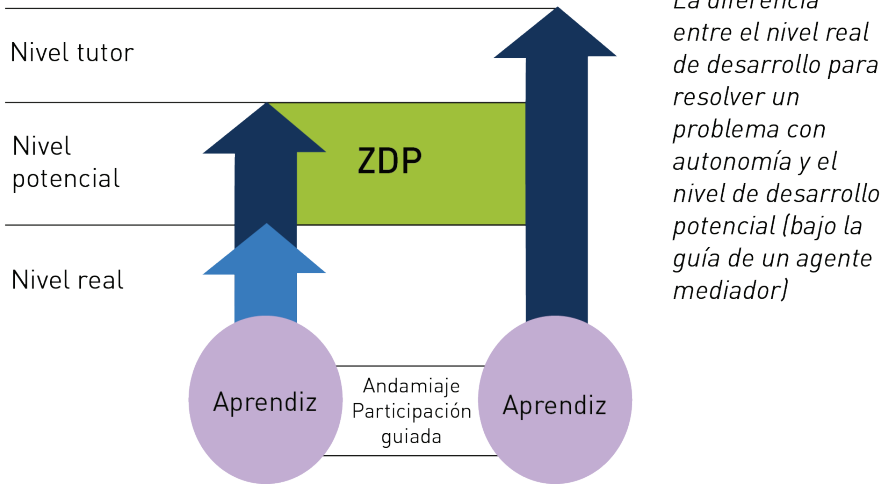 Nivel tutor
Nivel
potencial
Nivel real
ZDP
Aprendiz
Andamiaje
Participación
guiada
Aprendiz
La diferencia
entre el nivel real
de desarrollo para
resolver un
problema con
autonomía y el
nivel de desarrollo
potencial (bajo la
guía de un agente
mediador)